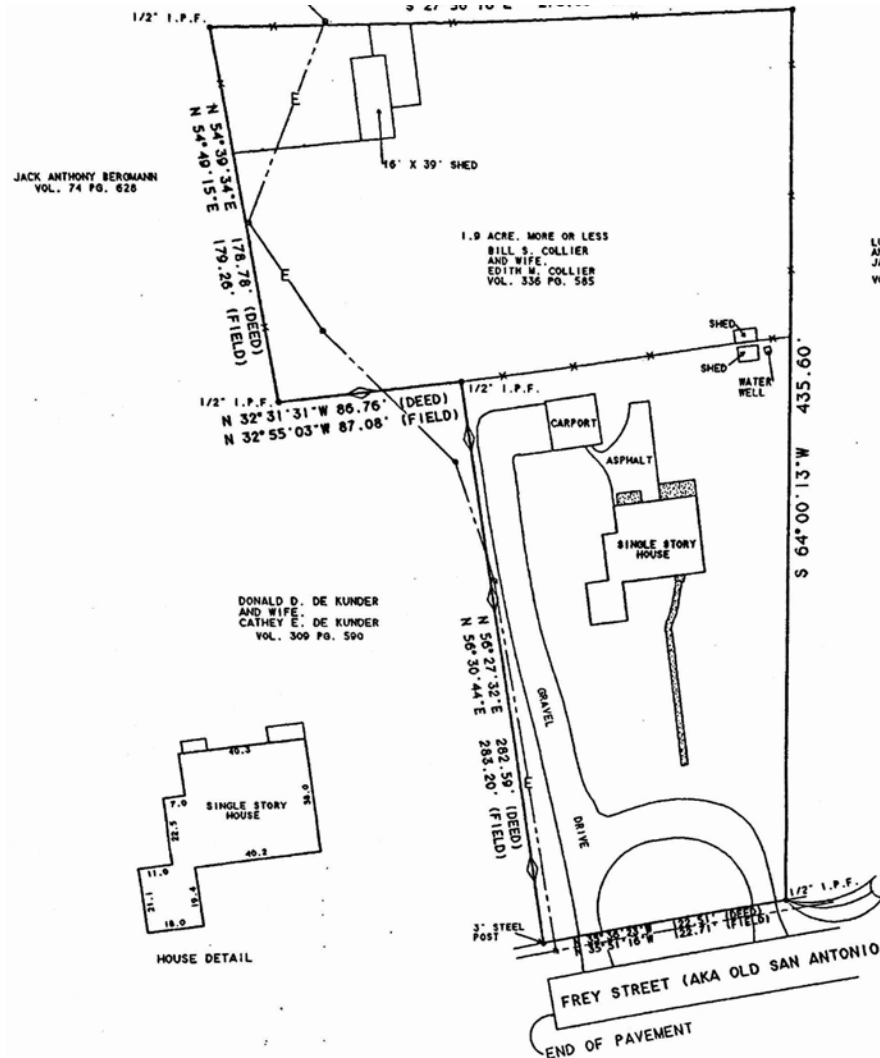 1/2" I.P.F.
N 54°39'34"E 178.78' (DEED)
N 54°49'15"E 179.26' (FIELD)
16' X 39' SHED
JACK ANTHONY BERGMANN
VOL. 74 PG. 628
1.9 ACRE, MORE OR LESS
BILL S. COLLIER
AND WIFE,
EDITH M. COLLIER
VOL. 336 PG. 585
E
E
SHED
SHED
WATER
WELL
S 64°00'13"W 435.60'
1/2" I.P.F.
1/2" I.P.F.
N 32°31'31"W 86.76' (DEED)
N 32°55'03"W 87.08' (FIELD)
CARPORT
ASPHALT
SINGLE STORY
HOUSE
DONALD D. DE KUNDER
AND WIFE,
CATHEY E. DE KUNDER
VOL. 309 PG. 590
N 56°27'32"E 282.59' (DEED)
N 56°30'44"E 283.20' (FIELD)
E
GRAVEL
DRIVE
40.3
7.0
SINGLE STORY
HOUSE
38.0
22.5
40.2
11.0
21.1
19.4
18.0
HOUSE DETAIL
1/2" I.P.F.
3" STEEL
POST
122.51' (DEED)
N 35°51'16"W 122.71' (FIELD)
FREY STREET (AKA OLD SAN ANTONIO
END OF PAVEMENT